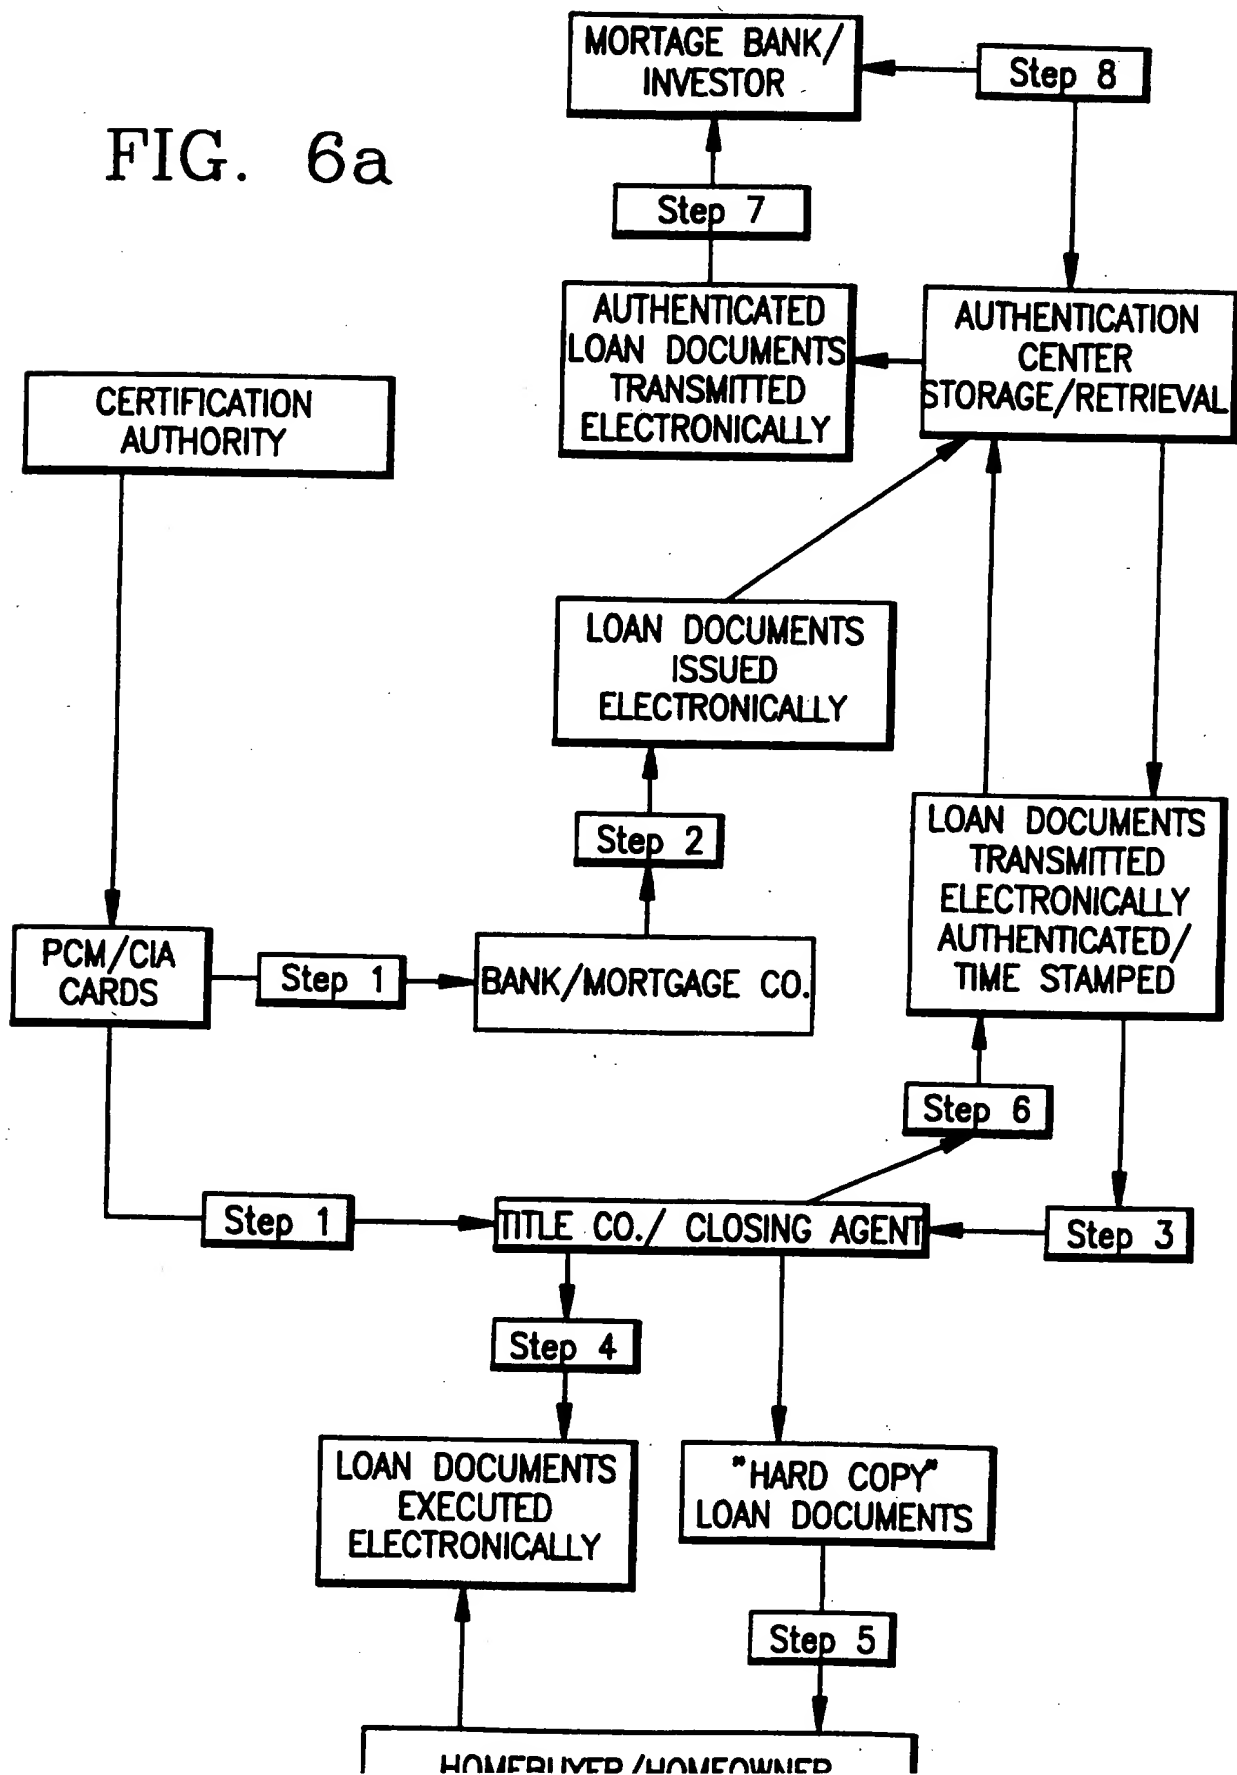 MORTAGE BANK/
INVESTOR
Step 8
FIG. 6a
Step 7
AUTHENTICATED
LOAN DOCUMENTS
TRANSMITTED
ELECTRONICALLY
AUTHENTICATION
CENTER
STORAGE/RETRIEVAL
CERTIFICATION
AUTHORITY
LOAN DOCUMENTS
ISSUED
ELECTRONICALLY
Step 2
LOAN DOCUMENTS
TRANSMITTED
ELECTRONICALLY
AUTHENTICATED/
TIME STAMPED
PCM/CIA
CARDS
Step 1
BANK/MORTGAGE CO.
Step 6
Step 1
TITLE CO./ CLOSING AGENT
Step 3
Step 4
LOAN DOCUMENTS
EXECUTED
ELECTRONICALLY
"HARD COPY"
LOAN DOCUMENTS
Step 5
HOMEBUYER/HOMEOWNER